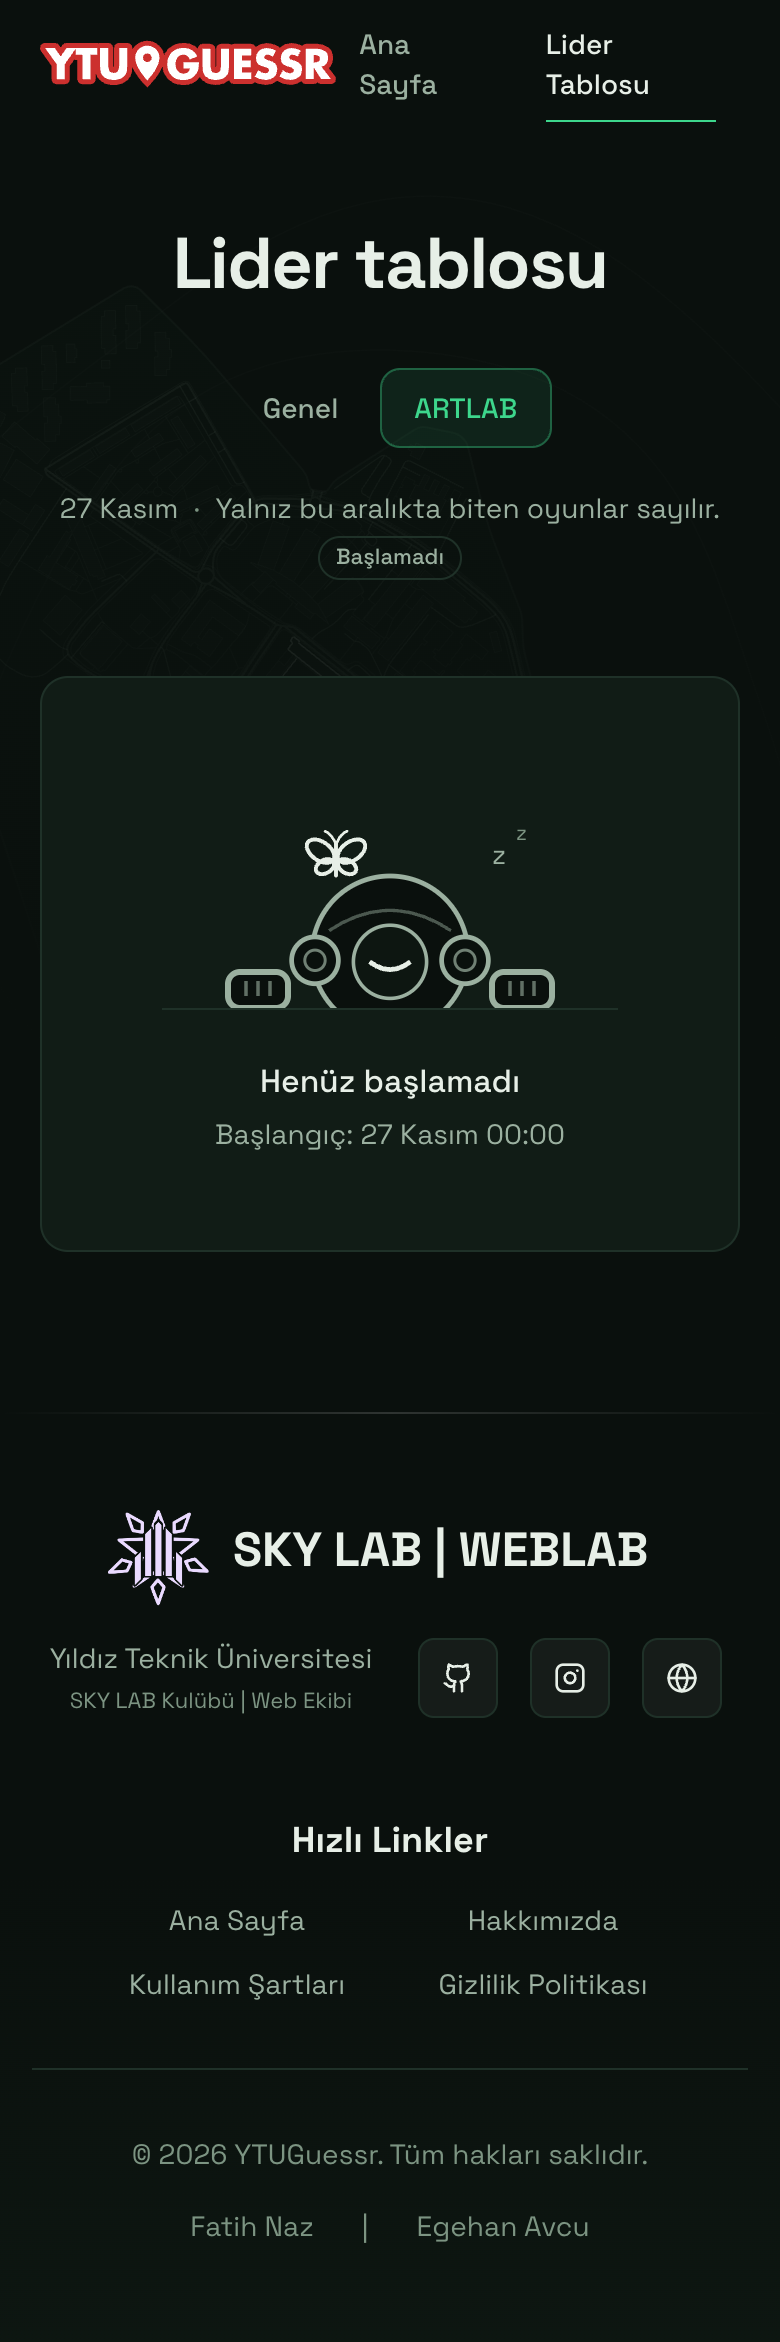 YTUGUESSR
Ana
Sayfa
Lider
Tablosu
Lider tablosu
Genel
ARTLAB
27 Kasım · Yalnız bu aralıkta biten oyunlar sayılır.
Başlamadı
z
z
Henüz başlamadı
Başlangıç: 27 Kasım 00:00
SKY LAB | WEBLAB
Yıldız Teknik Üniversitesi
SKY LAB Kulübü | Web Ekibi
Hızlı Linkler
Ana Sayfa
Hakkımızda
Kullanım Şartları
Gizlilik Politikası
© 2026 YTUGuessr. Tüm hakları saklıdır.
Fatih Naz | Egehan Avcu